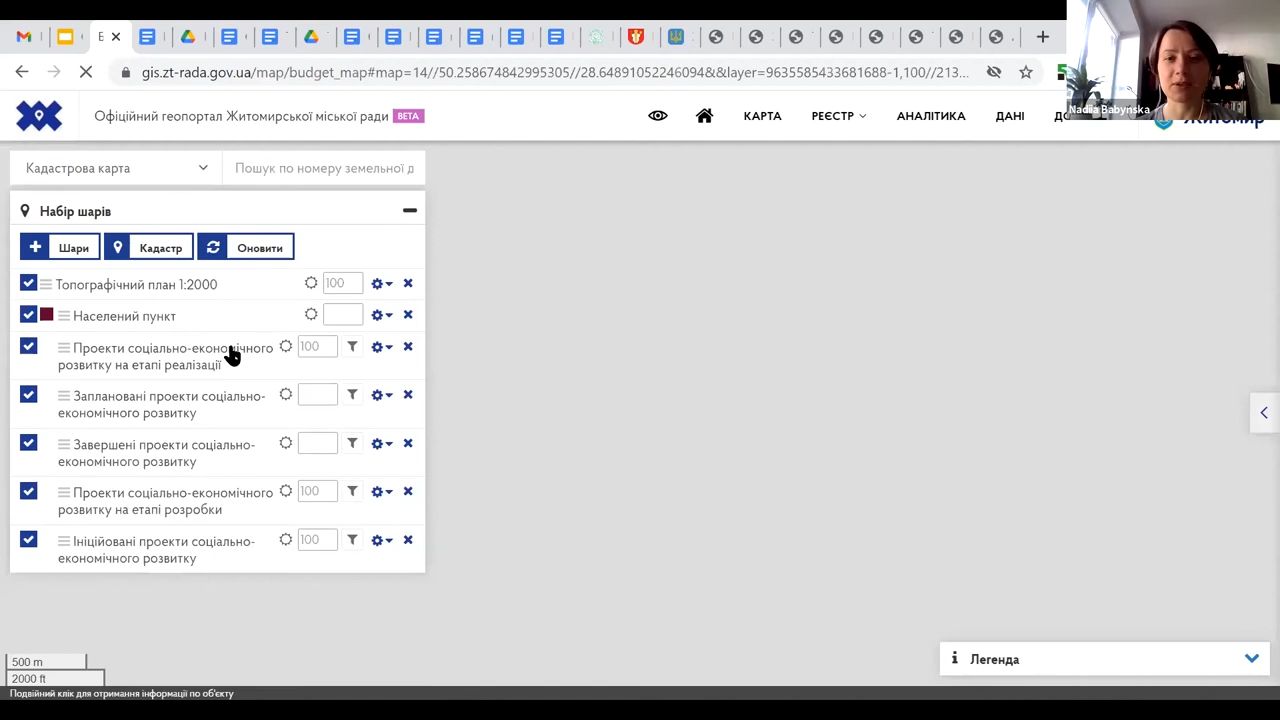 E
gis.zt-rada.gov.ua/map/budget_map#map=14//50.258674842995305//28.64891052246094&&layer=9635585433681688-1,100//213...
Nadiia Babynska
Офіційний геопортал Житомирської міської ради BETA
КАРТА
РЕЄСТР
АНАЛІТИКА
ДАНІ
Житомир
Кадастрова карта
Пошук по номеру земельної д
Набір шарів
Шари
Кадастр
Оновити
Топографічний план 1:2000
100
Населений пункт
Проекти соціально-економічного
розвитку на етапі реалізації
100
Заплановані проекти соціально-
економічного розвитку
Завершені проекти соціально-
економічного розвитку
Проекти соціально-економічного
розвитку на етапі розробки
100
Ініційовані проекти соціально-
економічного розвитку
100
500 m
2000 ft
Легенда
Подвійний клік для отримання інформації по об'єкту